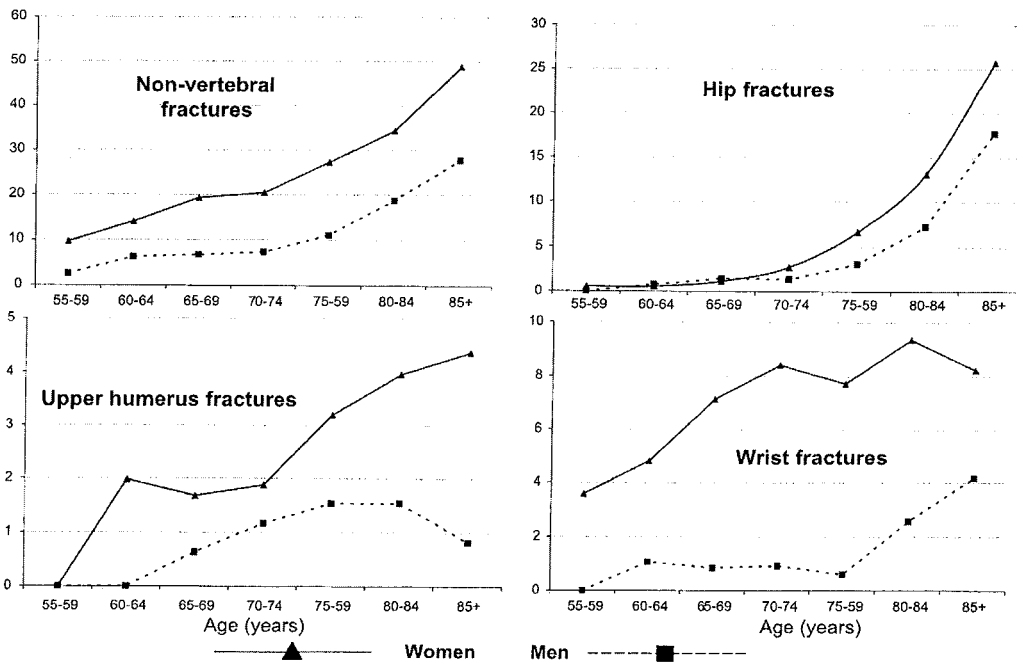 60
50
40
30
20
10
0
Non-vertebral
fractures
55-59 60-64 65-69 70-74 75-59 80-84 85+
30
25
20
15
10
5
0
Hip fractures
55-59 60-64 65-69 70-74 75-59 80-84 85+
5
4
3
2
1
0
Upper humerus fractures
55-59 60-64 65-69 70-74 75-59 80-84 85+
Age (years)
10
8
6
4
2
0
Wrist fractures
55-59 60-64 65-69 70-74 75-59 80-84 85+
Age (years)
Women Men